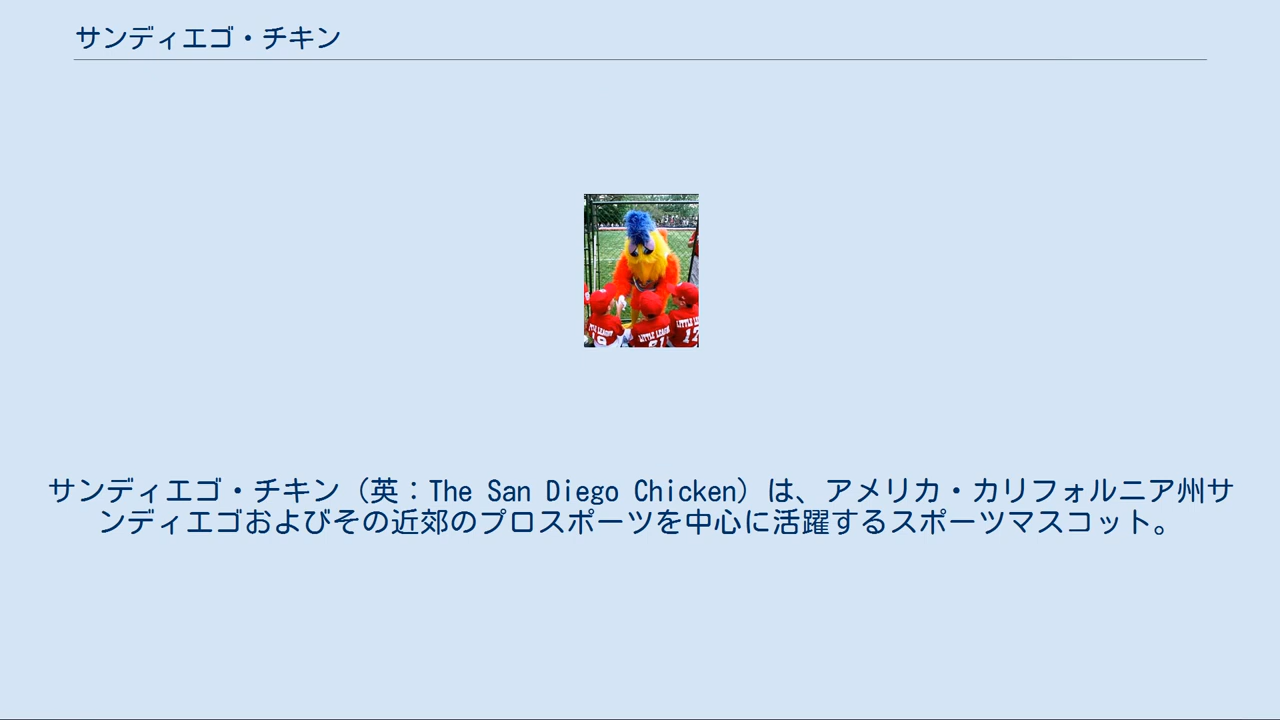 サンディエゴ・チキン
LITTLE LEAGUE
LITTLE
サンディエゴ・チキン（英：The San Diego Chicken）は、アメリカ・カリフォルニア州サ
ンディエゴおよびその近郊のプロスポーツを中心に活躍するスポーツマスコット。